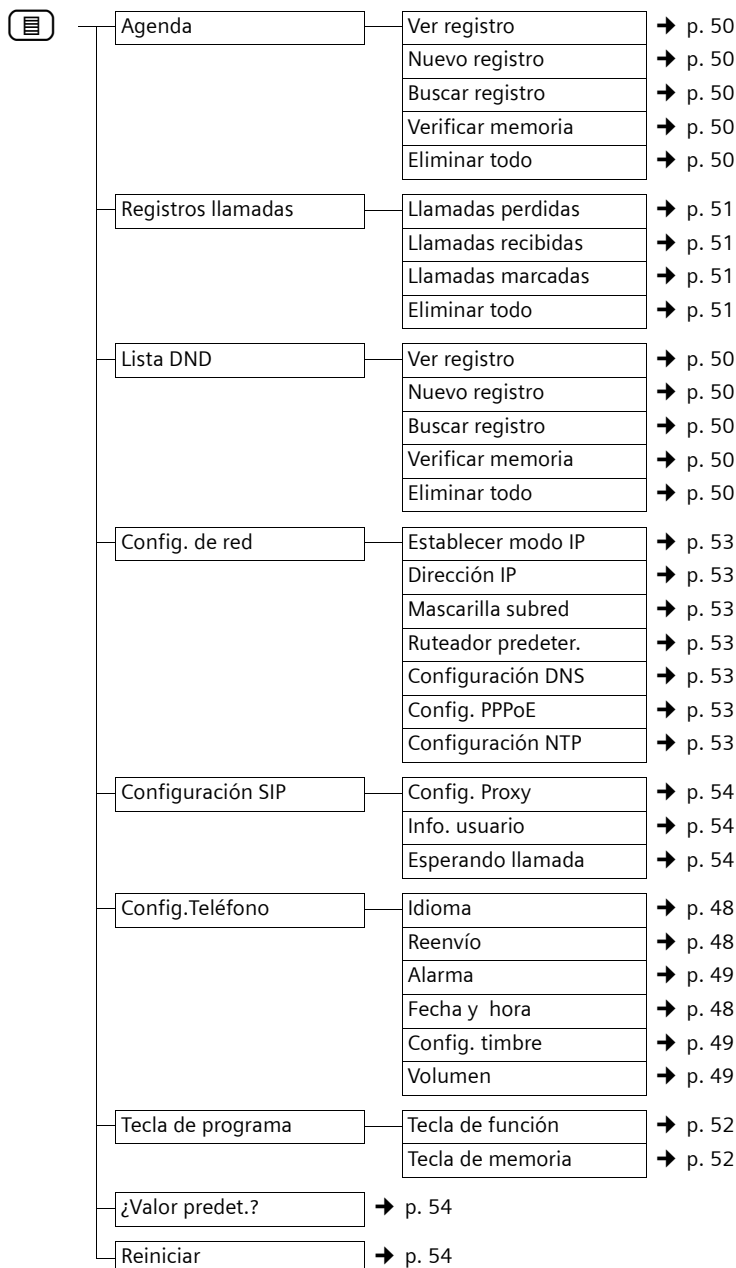 Agenda Ver registro ➔ p. 50
Nuevo registro ➔ p. 50
Buscar registro ➔ p. 50
Verificar memoria ➔ p. 50
Eliminar todo ➔ p. 50
Registros llamadas Llamadas perdidas ➔ p. 51
Llamadas recibidas ➔ p. 51
Llamadas marcadas ➔ p. 51
Eliminar todo ➔ p. 51
Lista DND Ver registro ➔ p. 50
Nuevo registro ➔ p. 50
Buscar registro ➔ p. 50
Verificar memoria ➔ p. 50
Eliminar todo ➔ p. 50
Config. de red Establecer modo IP ➔ p. 53
Dirección IP ➔ p. 53
Mascarilla subred ➔ p. 53
Ruteador predeter. ➔ p. 53
Configuración DNS ➔ p. 53
Config. PPPoE ➔ p. 53
Configuración NTP ➔ p. 53
Configuración SIP Config. Proxy ➔ p. 54
Info. usuario ➔ p. 54
Esperando llamada ➔ p. 54
Config.Teléfono Idioma ➔ p. 48
Reenvío ➔ p. 48
Alarma ➔ p. 49
Fecha y  hora ➔ p. 48
Config. timbre ➔ p. 49
Volumen ➔ p. 49
Tecla de programa Tecla de función ➔ p. 52
Tecla de memoria ➔ p. 52
¿Valor predet.? ➔ p. 54
Reiniciar ➔ p. 54